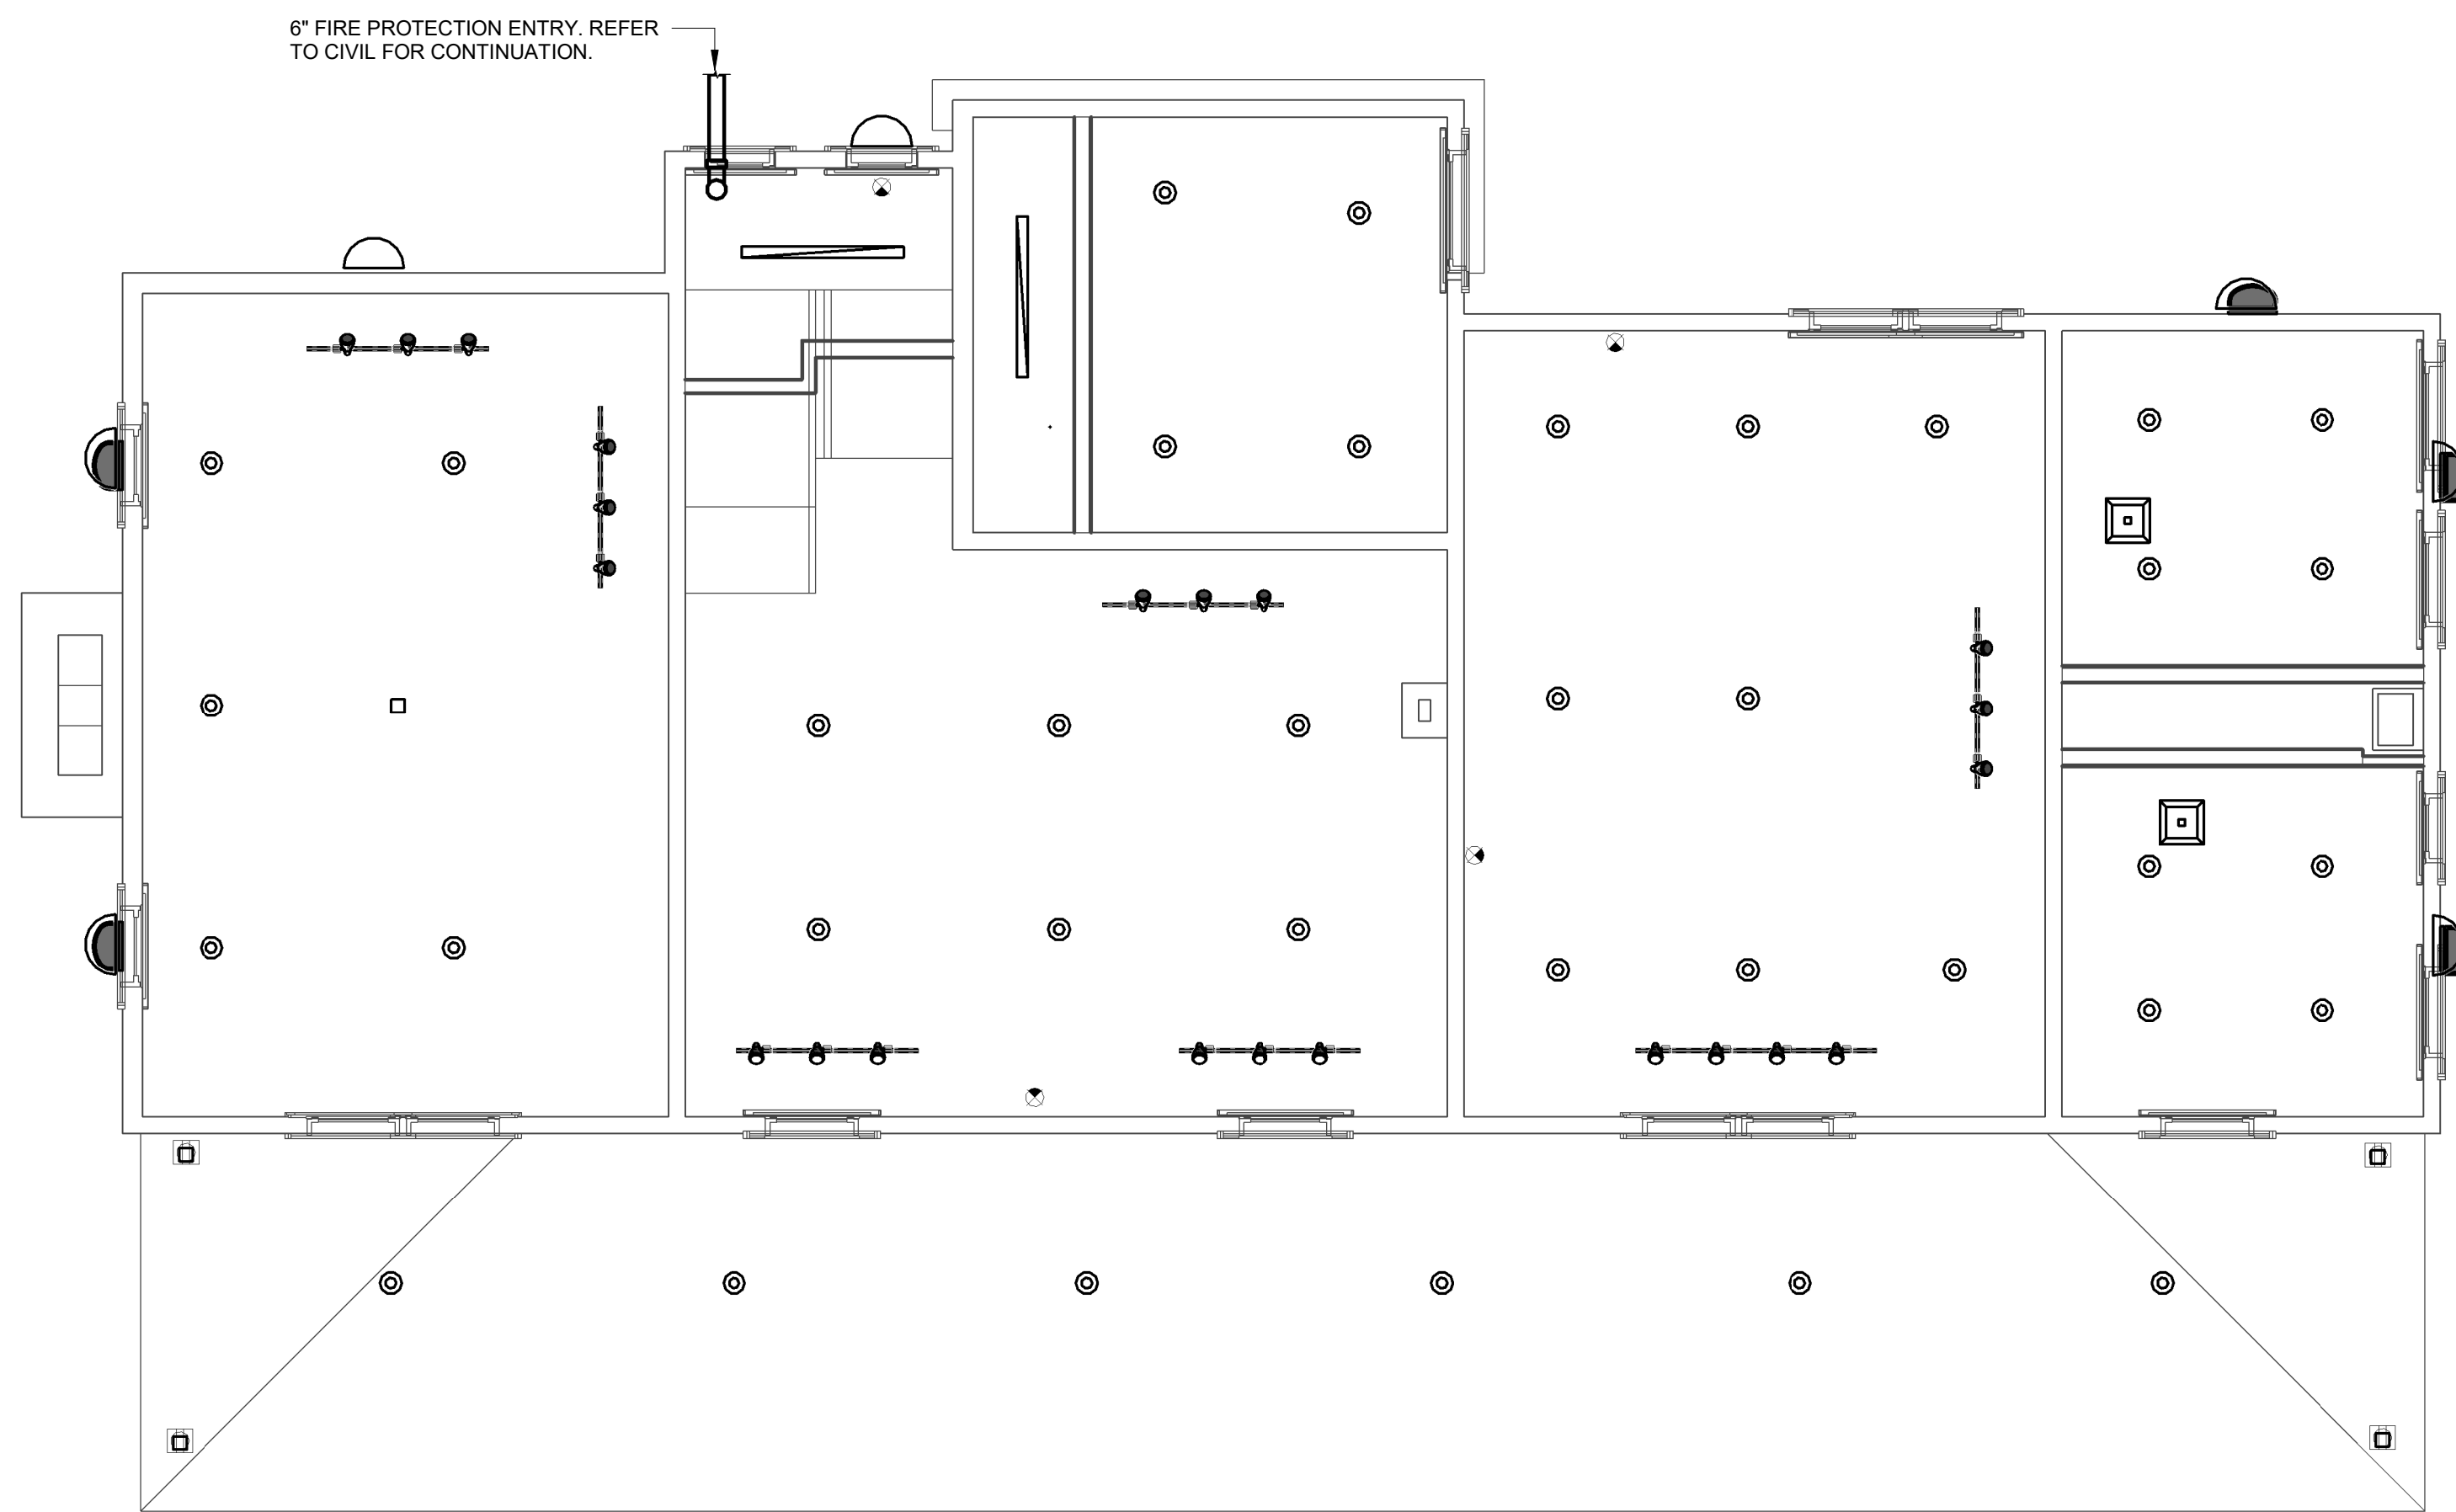 6" FIRE PROTECTION ENTRY. REFER
TO CIVIL FOR CONTINUATION.